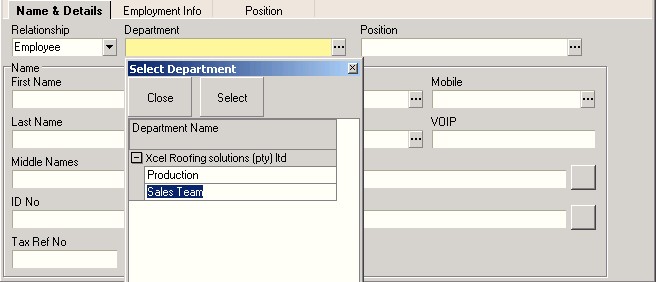 Name & Details Employment Info Position
Relationship Department Position
Employee
Select Department
Name
First Name Mobile
Close Select
Last Name VOIP
Department Name
Middle Names
Xcel Roofing solutions (pty) ltd
Production
Sales Team
ID No
Tax Ref No